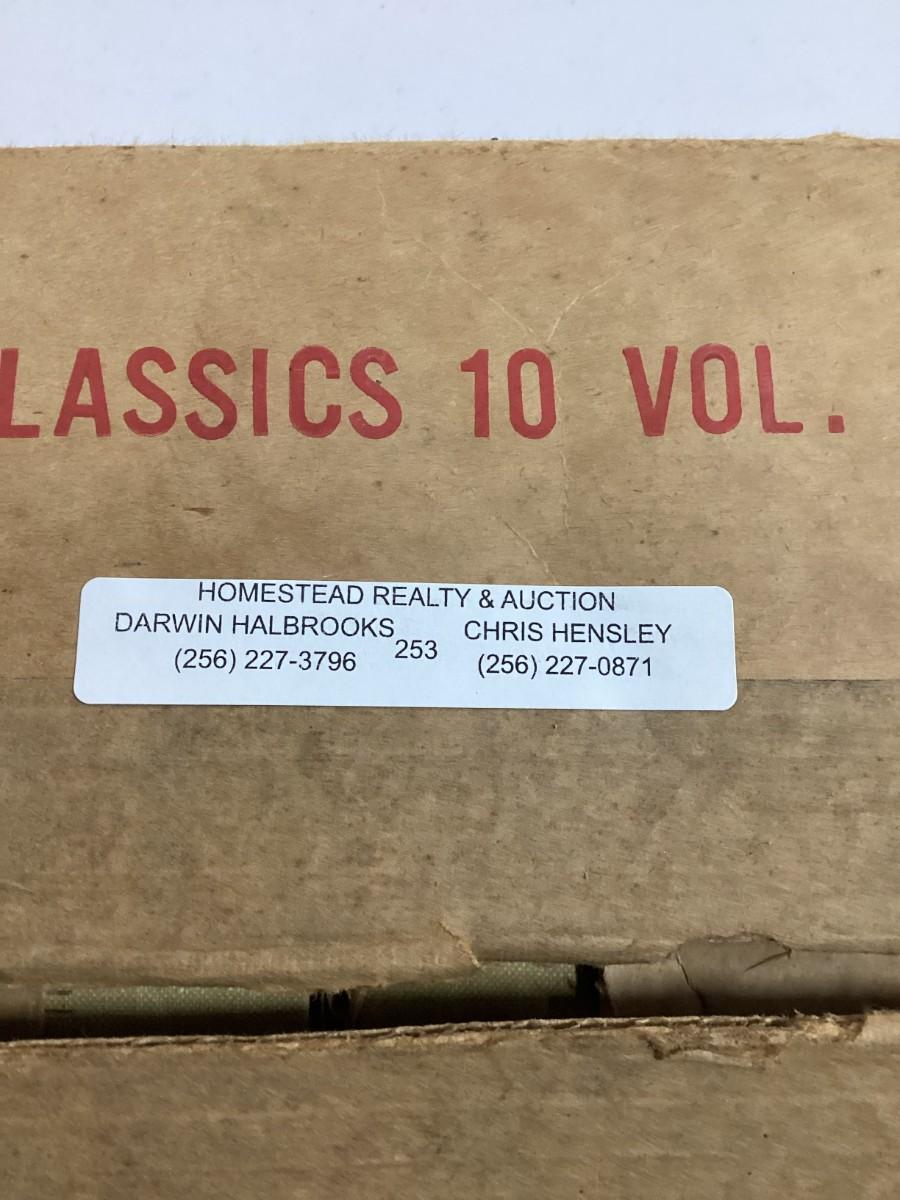 LASSICS 10 VOL.
HOMESTEAD REALTY & AUCTION
DARWIN HALBROOKS 253 CHRIS HENSLEY
(256) 227-3796 (256) 227-0871